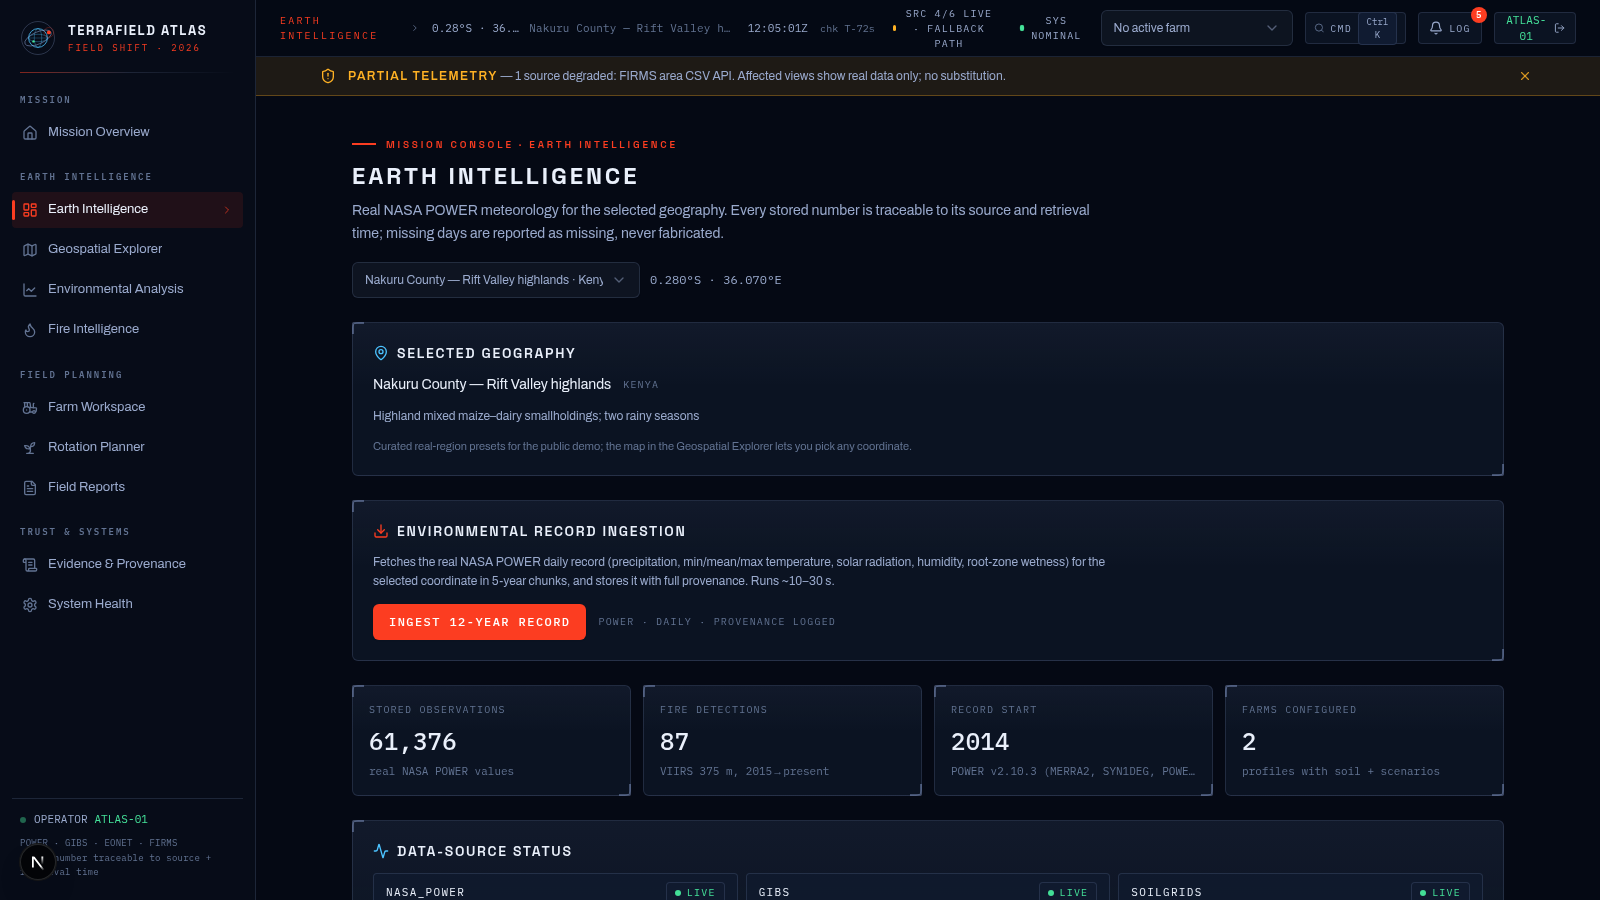 TERRAFIELD ATLAS
FIELD SHIFT · 2026
MISSION
Mission Overview
EARTH INTELLIGENCE
Earth Intelligence
Geospatial Explorer
Environmental Analysis
Fire Intelligence
FIELD PLANNING
Farm Workspace
Rotation Planner
Field Reports
TRUST & SYSTEMS
Evidence & Provenance
System Health
OPERATOR ATLAS-01
POWER · GIBS · EONET · FIRMS
number traceable to source +
val time
N
EARTH
INTELLIGENCE
0.28°S · 36.…
Nakuru County — Rift Valley h…
12:05:01Z
chk T-72s
SRC 4/6 LIVE
· FALLBACK
PATH
SYS
NOMINAL
No active farm
CMD
Ctrl
K
LOG
5
ATLAS-
01
PARTIAL TELEMETRY — 1 source degraded: FIRMS area CSV API. Affected views show real data only; no substitution.
MISSION CONSOLE · EARTH INTELLIGENCE
EARTH INTELLIGENCE
Real NASA POWER meteorology for the selected geography. Every stored number is traceable to its source and retrieval
time; missing days are reported as missing, never fabricated.
Nakuru County — Rift Valley highlands · Keny
0.280°S · 36.070°E
SELECTED GEOGRAPHY
Nakuru County — Rift Valley highlands KENYA
Highland mixed maize–dairy smallholdings; two rainy seasons
Curated real-region presets for the public demo; the map in the Geospatial Explorer lets you pick any coordinate.
ENVIRONMENTAL RECORD INGESTION
Fetches the real NASA POWER daily record (precipitation, min/mean/max temperature, solar radiation, humidity, root-zone wetness) for the
selected coordinate in 5-year chunks, and stores it with full provenance. Runs ~10–30 s.
INGEST 12-YEAR RECORD
POWER · DAILY · PROVENANCE LOGGED
STORED OBSERVATIONS
61,376
real NASA POWER values
FIRE DETECTIONS
87
VIIRS 375 m, 2015→present
RECORD START
2014
POWER v2.10.3 (MERRA2, SYN1DEG, POWE…
FARMS CONFIGURED
2
profiles with soil + scenarios
DATA-SOURCE STATUS
NASA_POWER
LIVE
GIBS
LIVE
SOILGRIDS
LIVE